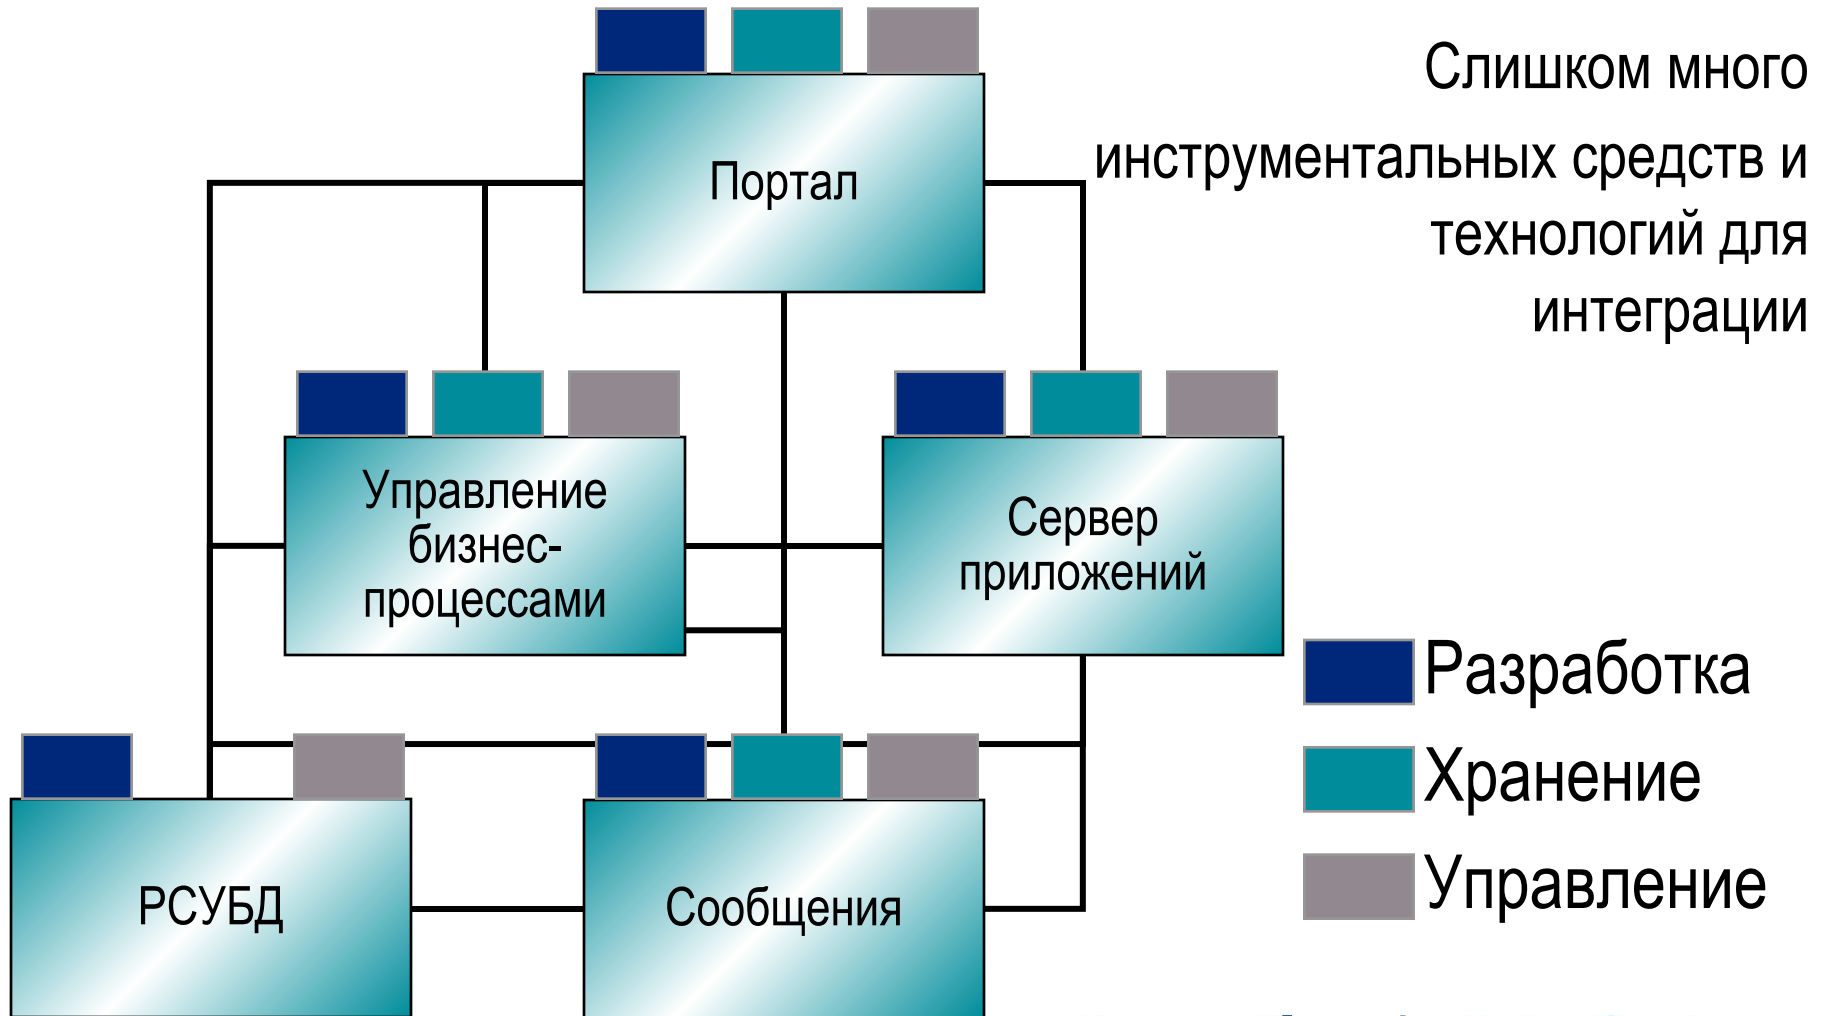 Слишком много
инструментальных средств и
технологий для
интеграции
Портал
Управление
бизнес-
процессами
Сервер
приложений
Разработка
Хранение
Управление
РСУБД
Сообщения